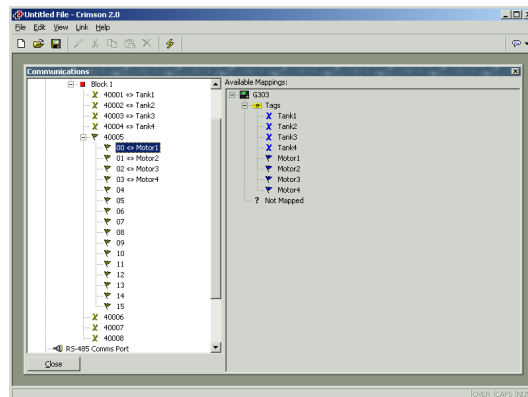 Untitled File - Crimson 2.0
File Edit View Link Help
Communications
Block 1
40001 <=> Tank1
40002 <=> Tank2
40003 <=> Tank3
40004 <=> Tank4
40005
00 <=> Motor1
01 <=> Motor2
02 <=> Motor3
03 <=> Motor4
04
05
06
07
08
09
10
11
12
13
14
15
40006
40007
40008
RS-485 Comms Port
Close
Available Mappings:
G303
Tags
Tank1
Tank2
Tank3
Tank4
Motor1
Motor2
Motor3
Motor4
? Not Mapped
OVER CAPS NUM